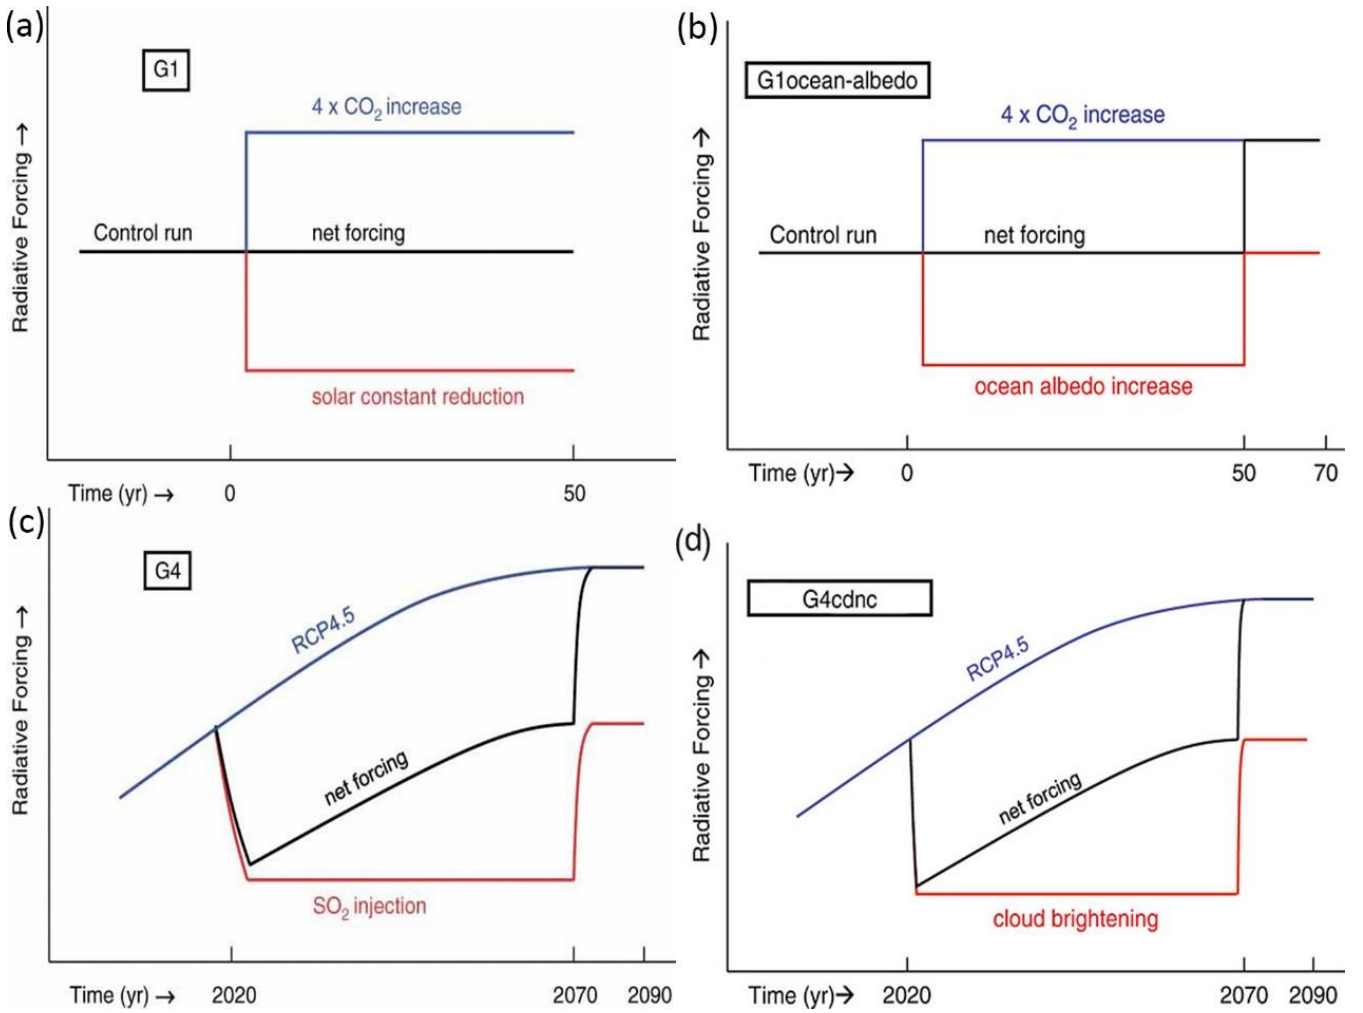 (a)
G1
4 x CO₂ increase
Control run
net forcing
solar constant reduction
Radiative Forcing →
Time (yr) →
0
50
(b)
G1ocean-albedo
4 x CO₂ increase
Control run
net forcing
ocean albedo increase
Radiative Forcing →
Time (yr)→
0
50
70
(c)
G4
RCP4.5
net forcing
SO₂ injection
Radiative Forcing →
Time (yr) →
2020
2070
2090
(d)
G4cdnc
RCP4.5
net forcing
cloud brightening
Radiative Forcing →
Time (yr)→
2020
2070
2090